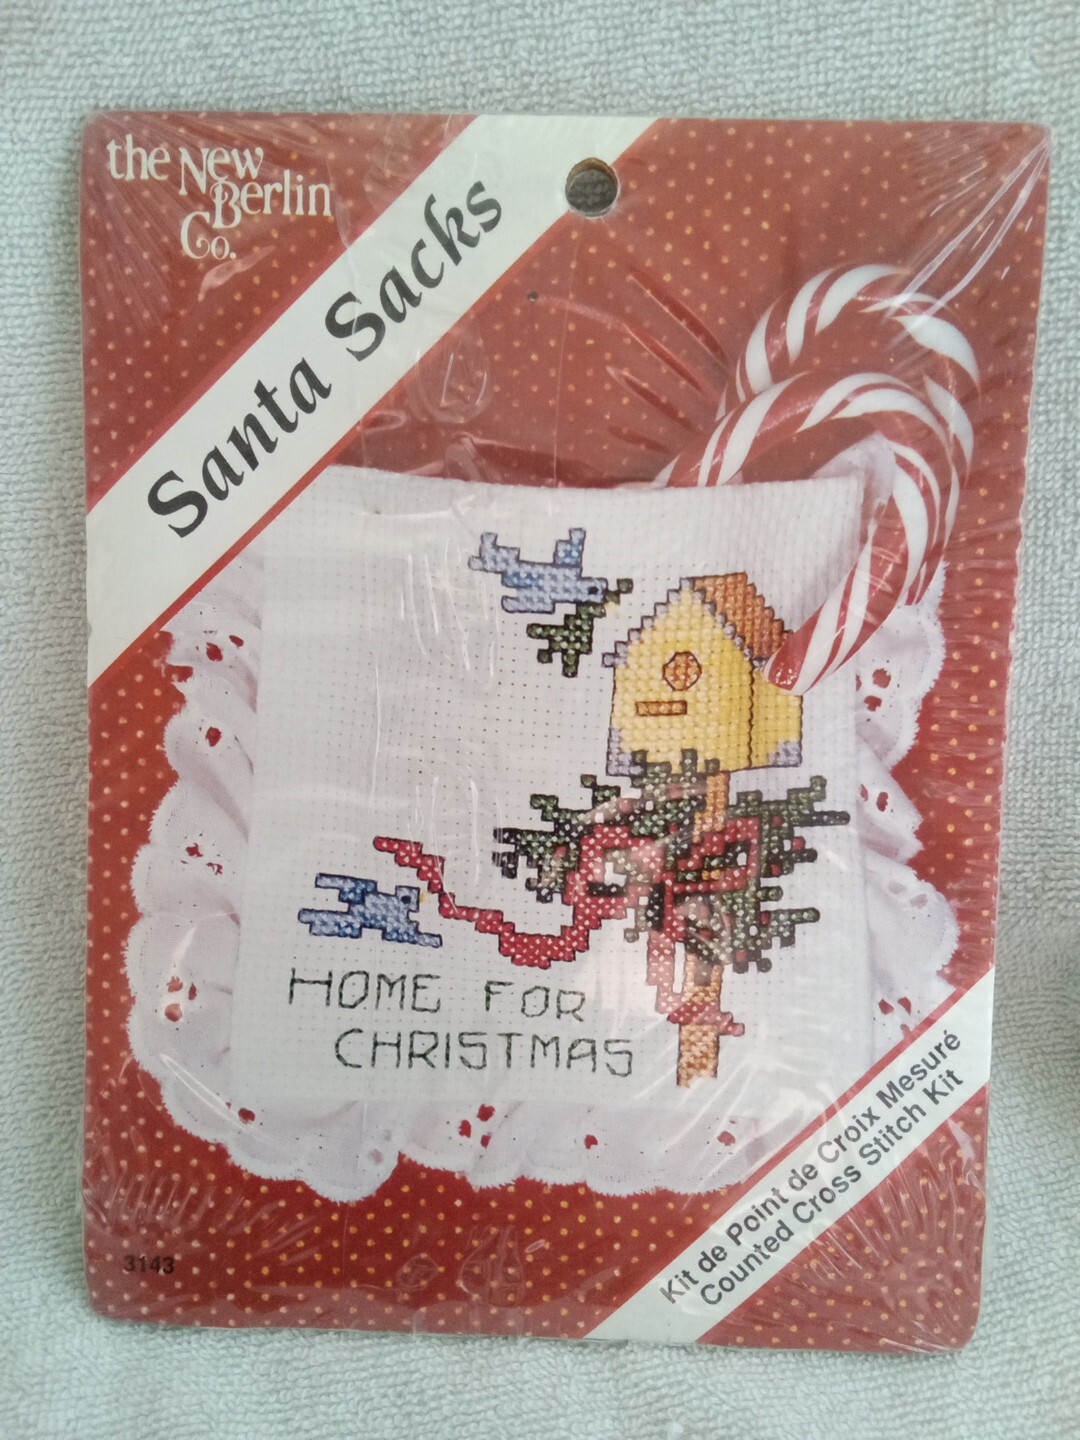 the New
Berlin
Co.
Santa Sacks
HOME FOR
CHRISTMAS
Kit de Point de Croix Mesuré
Counted Cross Stitch Kit
3143